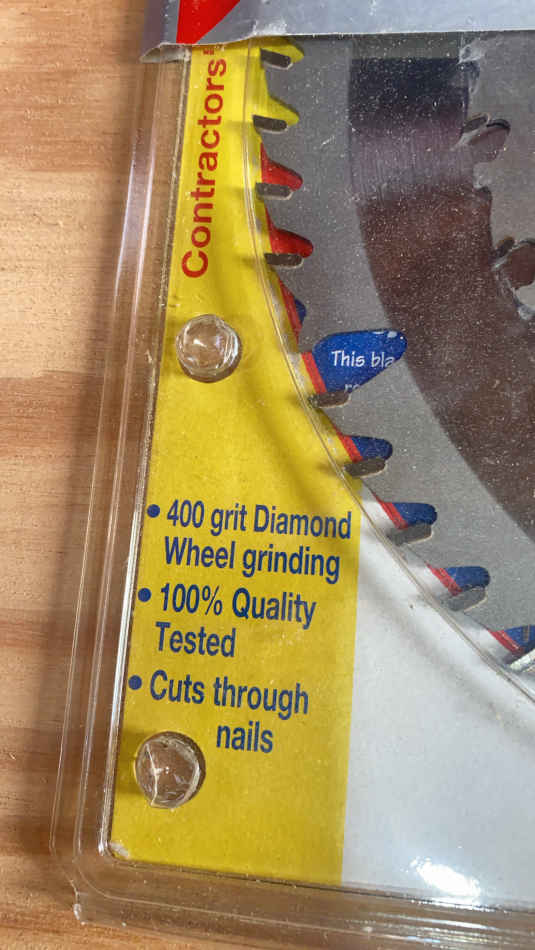 Contractors
This bla
• 400 grit Diamond
Wheel grinding
• 100% Quality
Tested
• Cuts through
nails